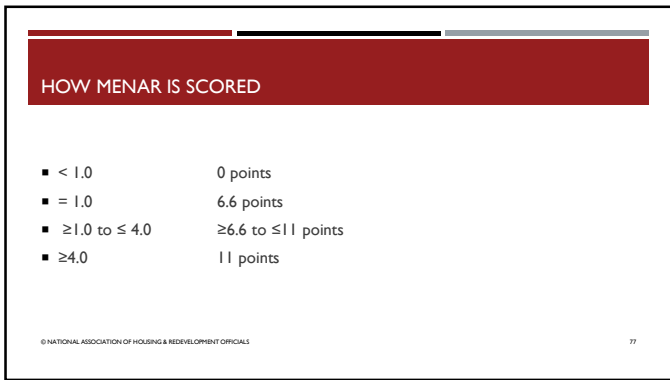 HOW MENAR IS SCORED
▪ < 1.0 0 points
▪ = 1.0 6.6 points
▪ ≥1.0 to ≤ 4.0 ≥6.6 to ≤11 points
▪ ≥4.0 11 points
© NATIONAL ASSOCIATION OF HOUSING & REDEVELOPMENT OFFICIALS 77